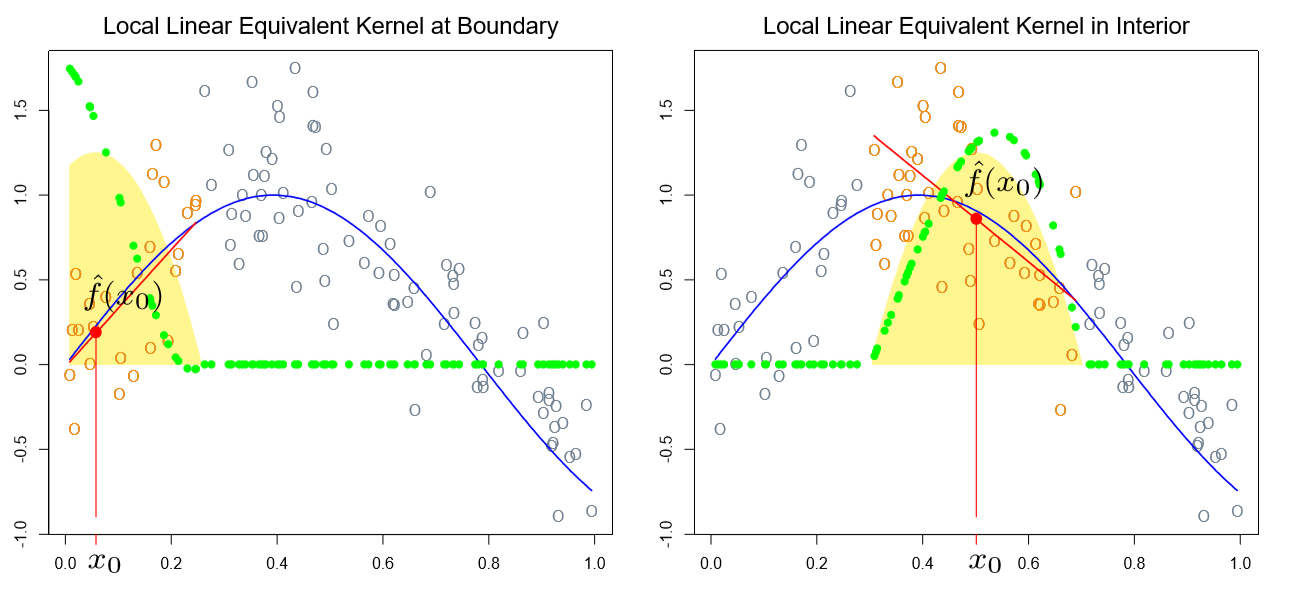 Local Linear Equivalent Kernel at Boundary
Local Linear Equivalent Kernel in Interior
1.5
1.0
0.5
0.0
-0.5
-1.0
f̂(x₀)
0.0 x₀ 0.2 0.4 0.6 0.8 1.0
1.5
1.0
0.5
0.0
-0.5
-1.0
f̂(x₀)
0.0 0.2 0.4 x₀ 0.6 0.8 1.0